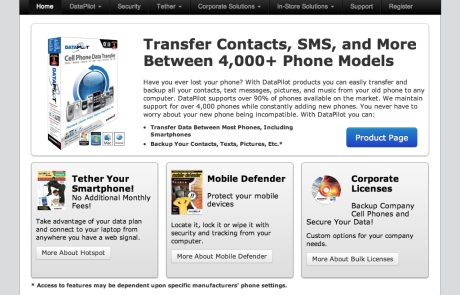 Home DataPilot Security Tether Corporate Solutions In-Store Solutions Support Register
DATAPILOT
Cell Phone Data Transfer
Transfer Contacts, SMS, and More
Between 4,000+ Phone Models
Have you ever lost your phone? With DataPilot products you can easily transfer and
backup all your contacts, text messages, pictures, and music from your old phone to any
computer. DataPilot supports over 90% of phones available on the market. We maintain
support for over 4,000 phones while constantly adding new phones. You never have to
worry about your new phone being incompatible. With DataPilot you can:
• Transfer Data Between Most Phones, Including
Smartphones
• Backup Your Contacts, Texts, Pictures, Etc.*
Product Page
Tether Your
Smartphone!
No Additional Monthly
Fees!
Take advantage of your data plan
and connect to your laptop from
anywhere you have a web signal.
More About Hotspot
Mobile Defender
Protect your mobile
devices
Locate it, lock it or wipe it with
security and tracking from your
computer.
More About Mobile Defender
Corporate
Licenses
Backup Company
Cell Phones and
Secure Your Data!
Custom options for your company
needs.
More About Bulk Licenses
* Access to features may be dependent upon specific manufacturers' phone settings.